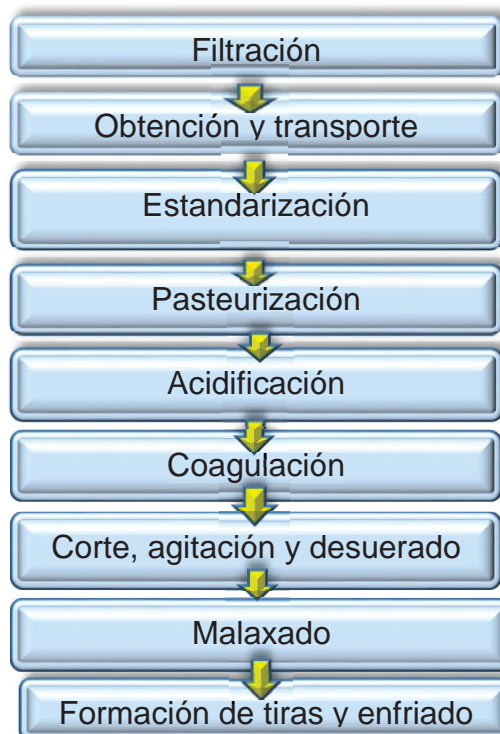 Filtración
Obtención y transporte
Estandarización
Pasteurización
Acidificación
Coagulación
Corte, agitación y desuerado
Malaxado
Formación de tiras y enfriado